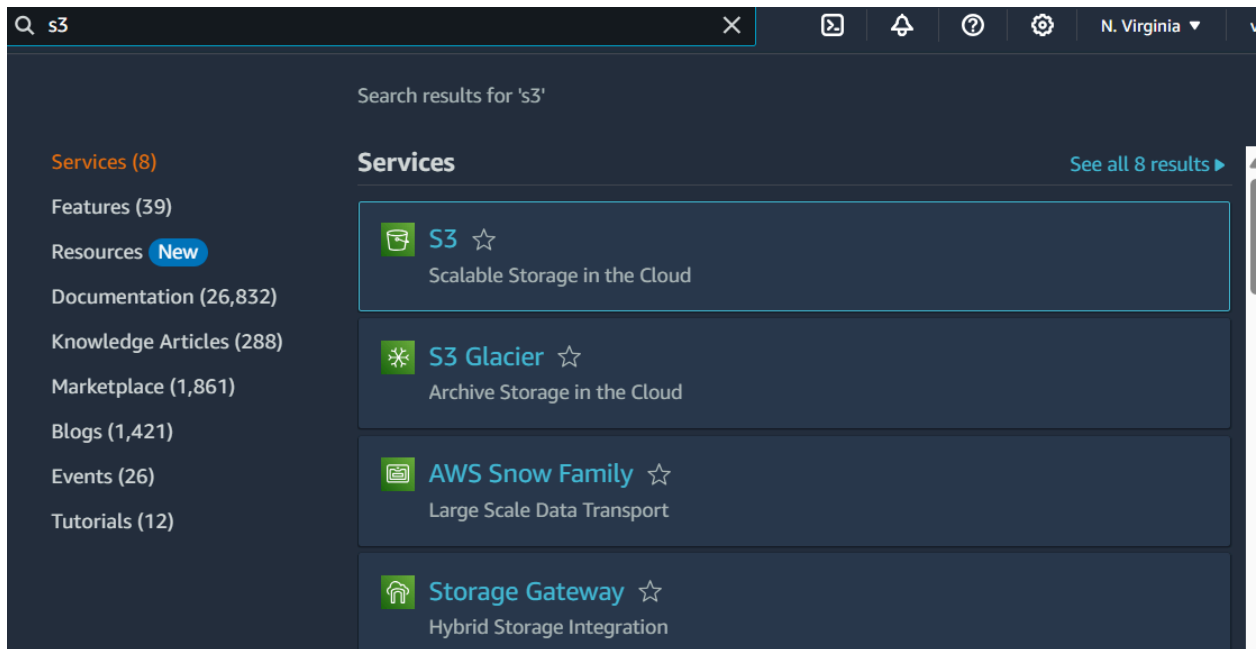 s3
N. Virginia
Search results for 's3'
Services (8)
Features (39)
Resources New
Documentation (26,832)
Knowledge Articles (288)
Marketplace (1,861)
Blogs (1,421)
Events (26)
Tutorials (12)
Services
See all 8 results
S3
Scalable Storage in the Cloud
S3 Glacier
Archive Storage in the Cloud
AWS Snow Family
Large Scale Data Transport
Storage Gateway
Hybrid Storage Integration